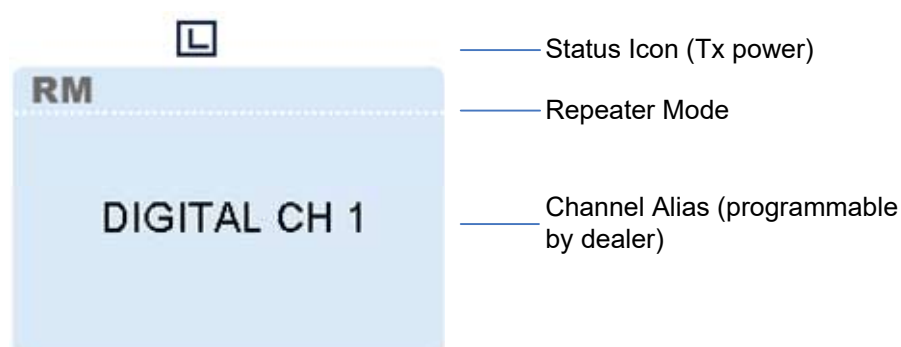 L
Status Icon (Tx power)
RM
Repeater Mode
DIGITAL CH 1
Channel Alias (programmable
by dealer)